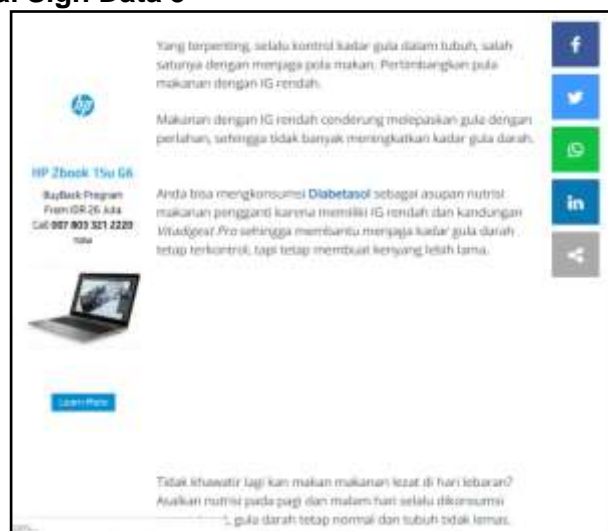 Yang terpenting, selalu kontrol kadar gula dalam tubuh, salah
satunya dengan menjaga pola makan. Pertimbangkan pula
makanan dengan IG rendah.
Makanan dengan IG rendah cenderung melepaskan gula dengan
perlahan, sehingga tidak banyak meningkatkan kadar gula darah.
Anda bisa mengkonsumsi Diabetasol sebagai asupan nutrisi
makanan pengganti karena memiliki IG rendah dan kandungan
Vitadigest Pro sehingga membantu menjaga kadar gula darah
tetap terkontrol, tapi tetap membuat kenyang lebih lama.
Tidak khawatir lagi kan makan makanan lezat di hari lebaran?
Asalkan nutrisi pada pagi dan malam hari selalu dikonsumsi
, gula darah tetap normal dan tubuh tidak lemas.
hp
HP Zbook 15u G6
BuyBack Program
From IDR 26 Juta
Call 007 803 321 2220
now
Learn More
f
in